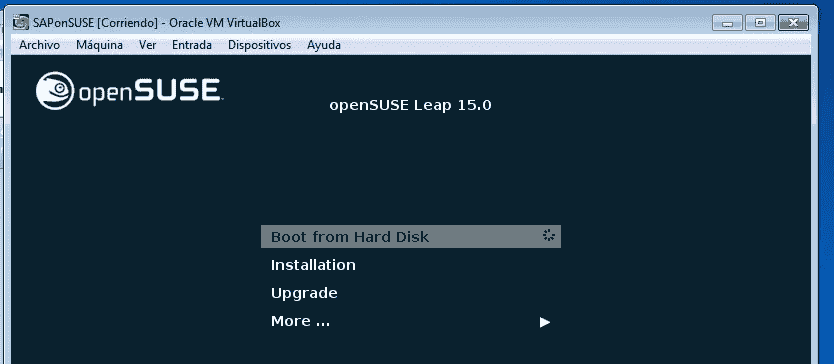 SAPonSUSE [Corriendo] - Oracle VM VirtualBox
Archivo Máquina Ver Entrada Dispositivos Ayuda
openSUSE
openSUSE Leap 15.0
Boot from Hard Disk
Installation
Upgrade
More ...